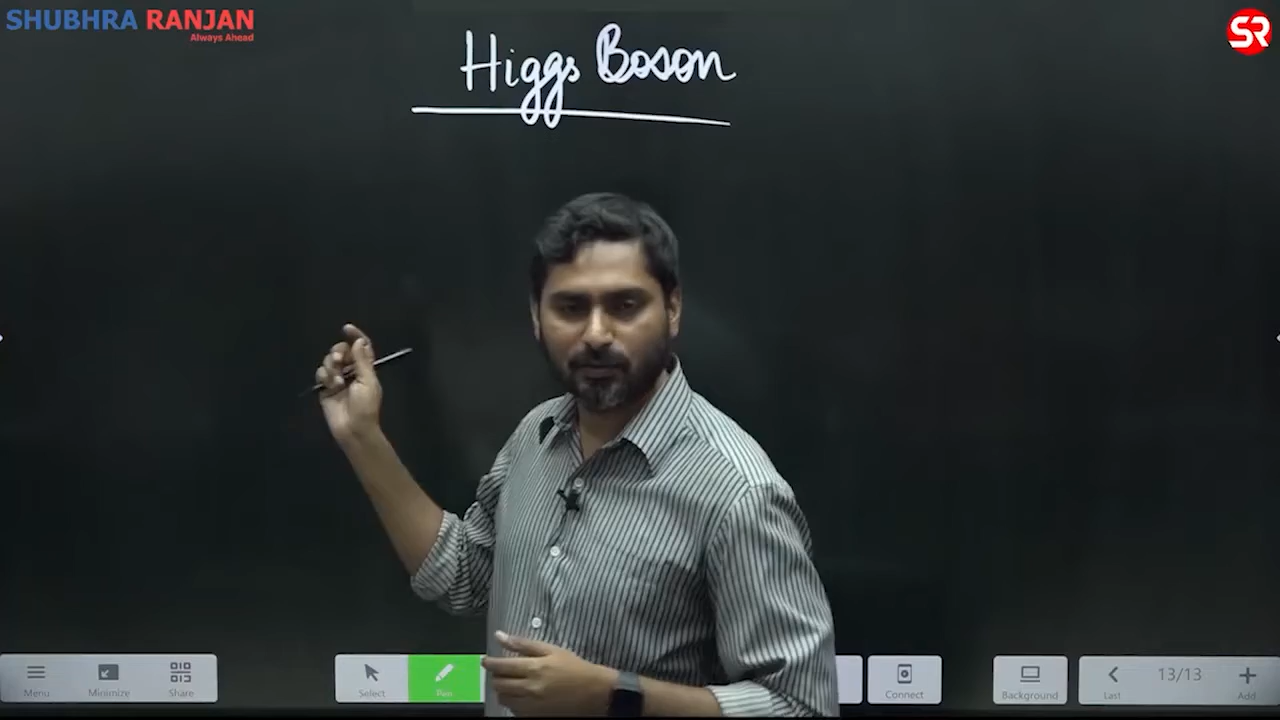 SHUBHRA RANJAN
Always Ahead
SR
Higgs Boson
Menu
Minimize
Share
Select
Pen
Connect
Background
Last
13/13
Add